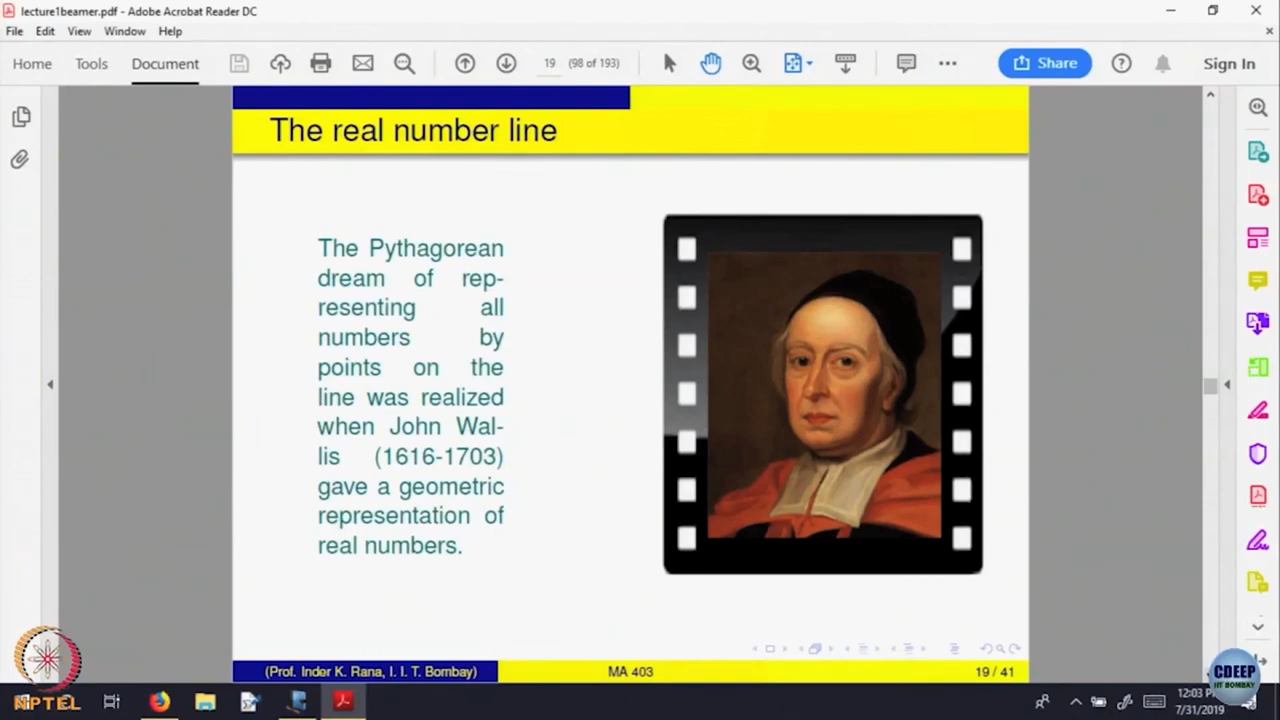 lecture1beamer.pdf - Adobe Acrobat Reader DC
File Edit View Window Help
Home Tools Document 19 (98 of 193) Share Sign In
The real number line
The Pythagorean
dream of rep-
resenting all
numbers by
points on the
line was realized
when John Wal-
lis (1616-1703)
gave a geometric
representation of
real numbers.
(Prof. Inder K. Rana, I. I. T. Bombay) MA 403 19 / 41
NPTEL
CDEEP
IIT BOMBAY
12:03 P
7/31/2019